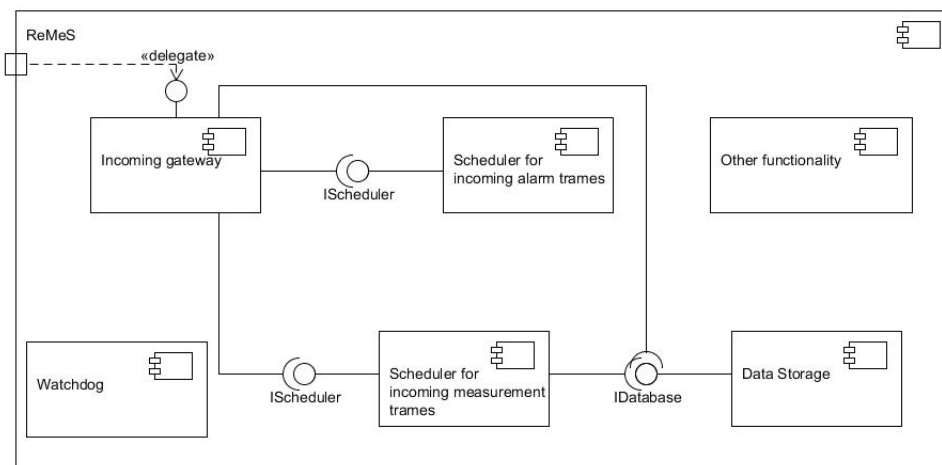 ReMeS
«delegate»
Incoming gateway
IScheduler
Scheduler for
incoming alarm trames
Other functionality
Watchdog
IScheduler
Scheduler for
incoming measurement
trames
IDatabase
Data Storage